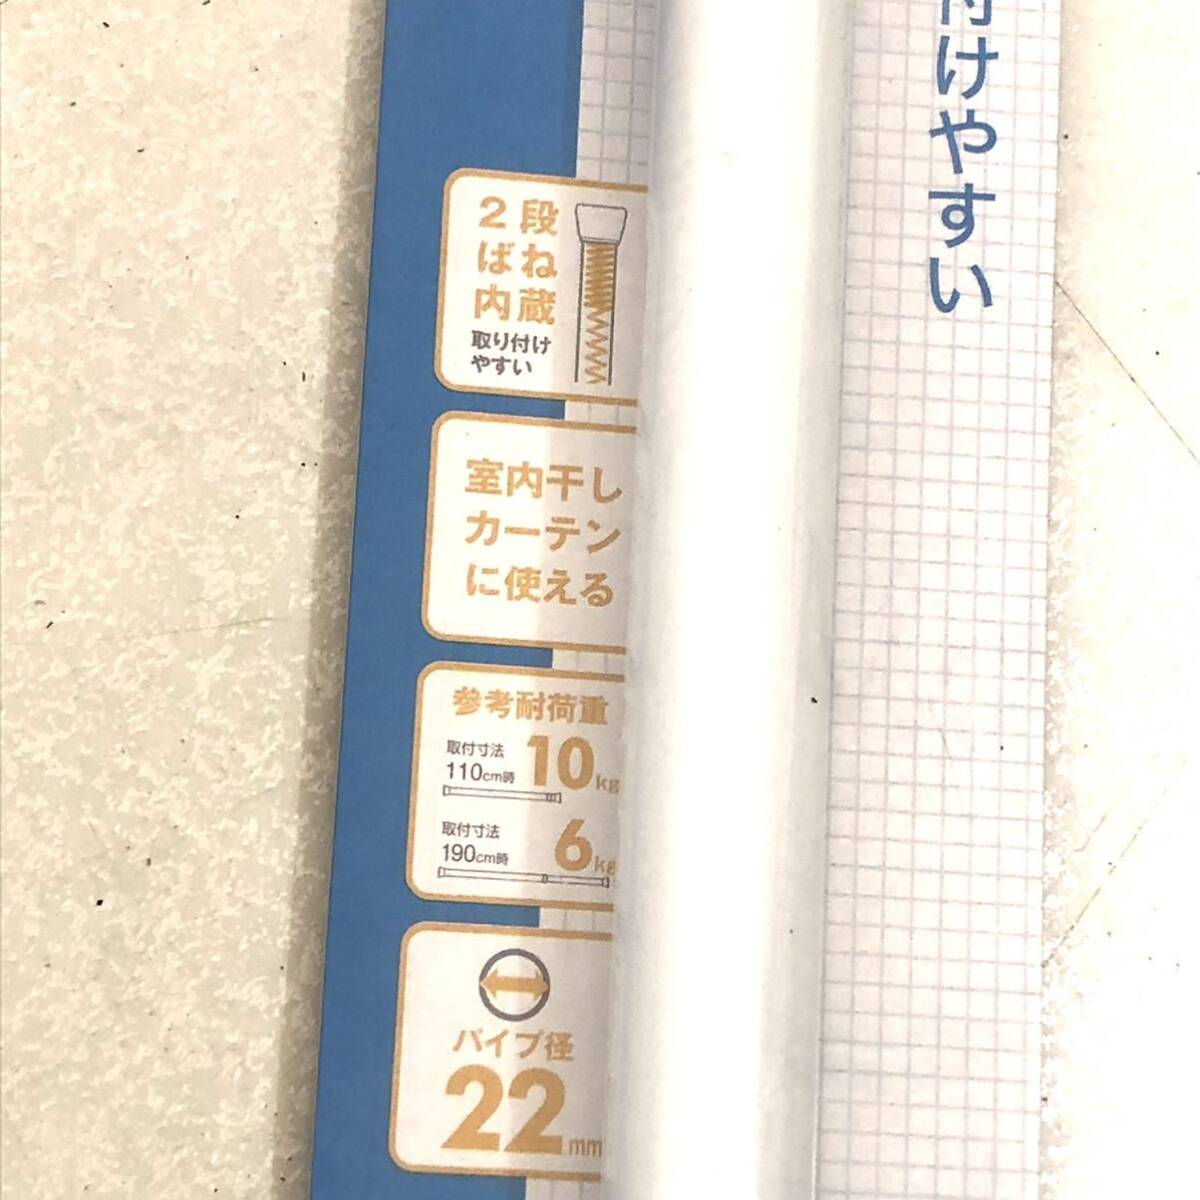 付けやすい
2段
ばね
内蔵
取り付け
やすい
室内干し
カーテン
に使える
参考耐荷重
取付寸法
110cm時 10kg
取付寸法
190cm時 6kg
パイプ径
22mm